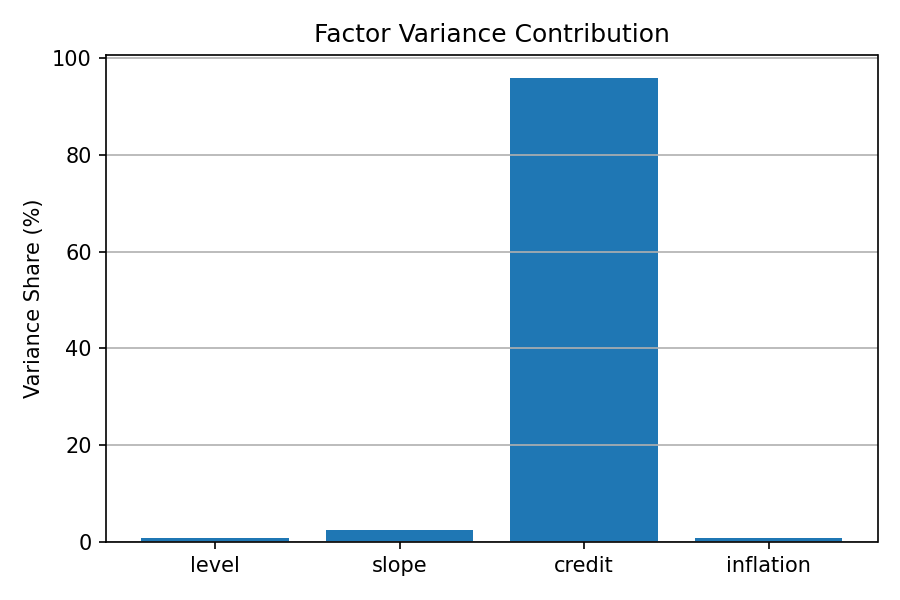 Factor Variance Contribution
Variance Share (%)
100
80
60
40
20
0
level
slope
credit
inflation